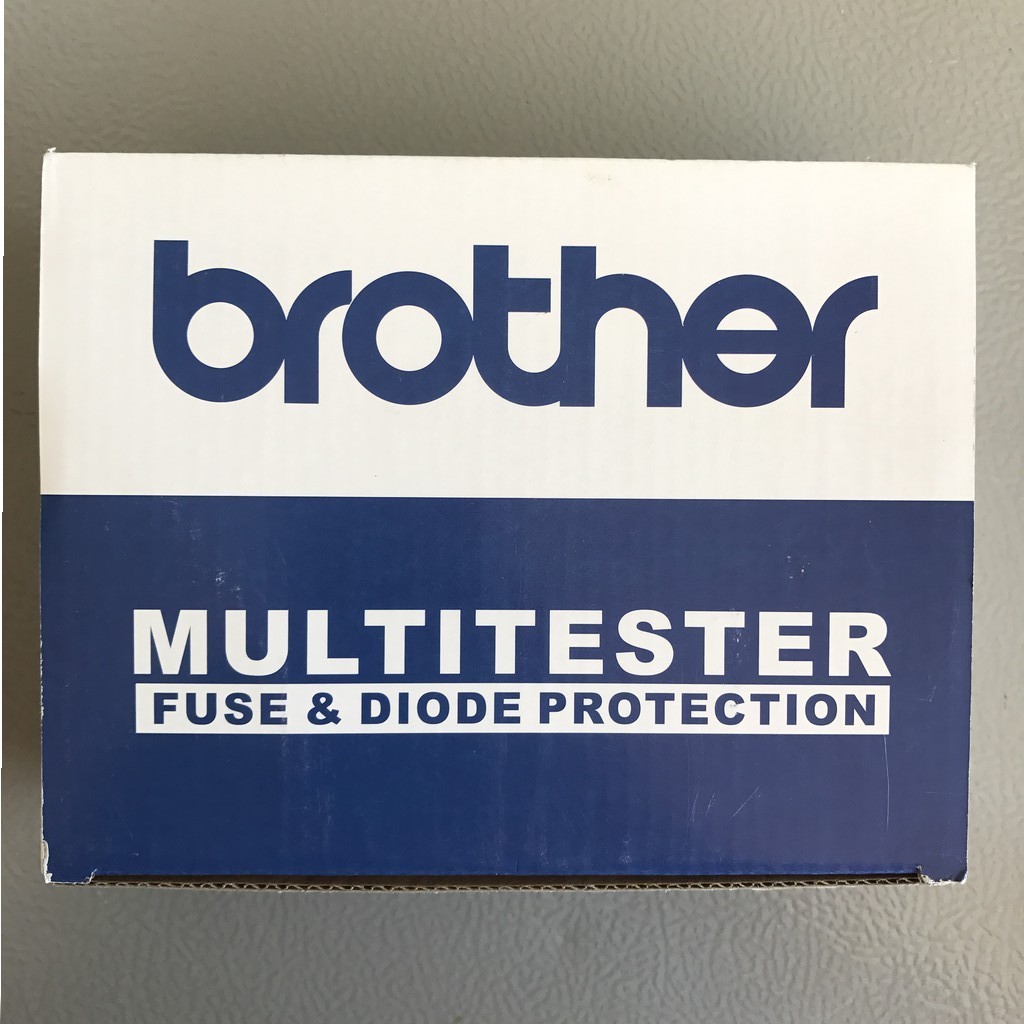 brother
MULTITESTER
FUSE & DIODE PROTECTION